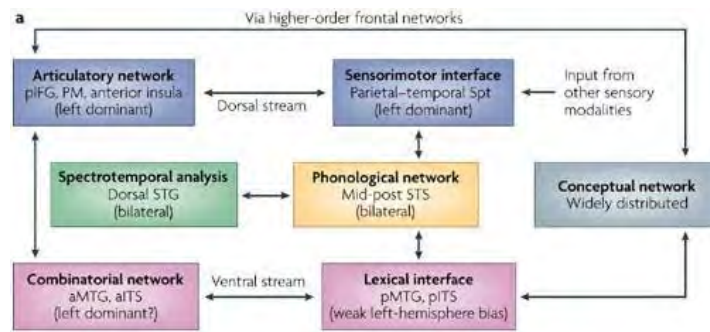 a
Via higher-order frontal networks
Articulatory network
pIFG, PM, anterior insula
(left dominant)
Dorsal stream
Sensorimotor interface
Parietal–temporal Spt
(left dominant)
Input from
other sensory
modalities
Spectrotemporal analysis
Dorsal STG
(bilateral)
Phonological network
Mid-post STS
(bilateral)
Conceptual network
Widely distributed
Combinatorial network
aMTG, aITS
(left dominant?)
Ventral stream
Lexical interface
pMTG, pITS
(weak left-hemisphere bias)